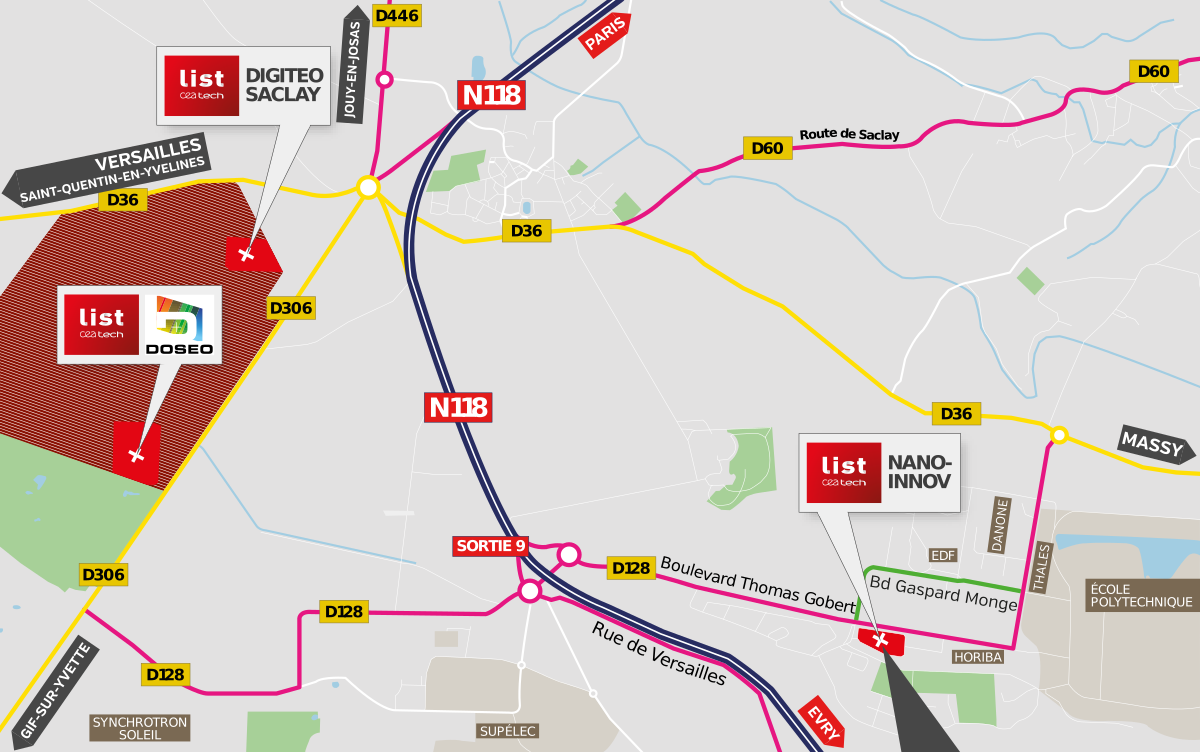 D446
PARIS
JOUY-EN-JOSAS
list
cea tech
DIGITEO
SACLAY
N118
D60
Route de Saclay
D60
VERSAILLES
SAINT-QUENTIN-EN-YVELINES
D36
D36
D306
list
cea tech
DOSEO
N118
D36
MASSY
list
cea tech
NANO-
INNOV
SORTIE 9
D128
Boulevard Thomas Gobert
Bd Gaspard Monge
EDF
DANONE
THALES
ÉCOLE
POLYTECHNIQUE
D306
D128
Rue de Versailles
HORIBA
D128
GIF-SUR-YVETTE
SYNCHROTRON
SOLEIL
SUPÉLEC
EVRY